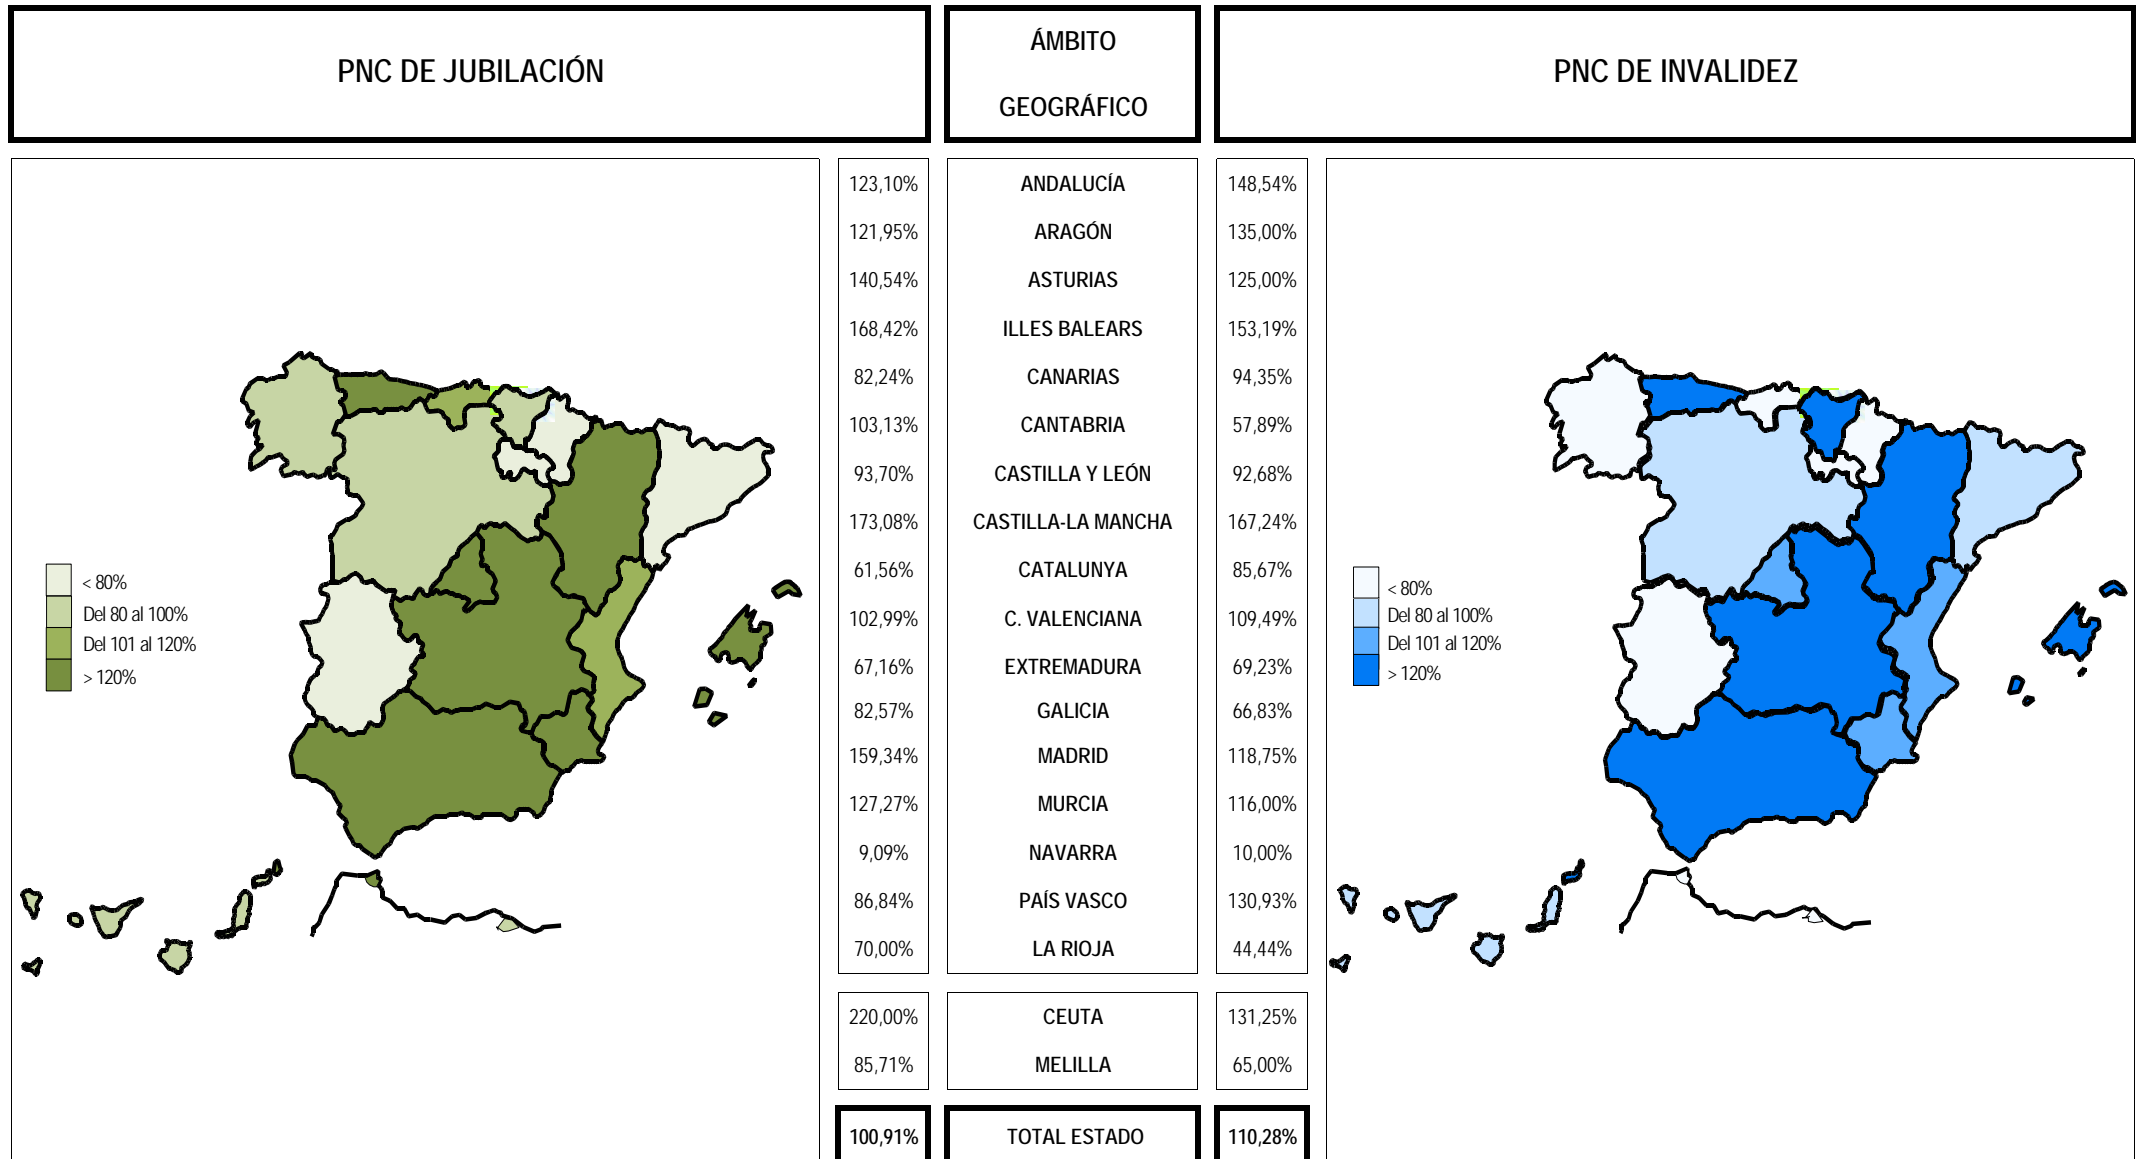 PNC DE JUBILACIÓN
ÁMBITO
GEOGRÁFICO
PNC DE INVALIDEZ
123,10% ANDALUCÍA 148,54%
121,95% ARAGÓN 135,00%
140,54% ASTURIAS 125,00%
168,42% ILLES BALEARS 153,19%
82,24% CANARIAS 94,35%
103,13% CANTABRIA 57,89%
93,70% CASTILLA Y LEÓN 92,68%
173,08% CASTILLA-LA MANCHA 167,24%
61,56% CATALUNYA 85,67%
102,99% C. VALENCIANA 109,49%
67,16% EXTREMADURA 69,23%
82,57% GALICIA 66,83%
159,34% MADRID 118,75%
127,27% MURCIA 116,00%
9,09% NAVARRA 10,00%
86,84% PAÍS VASCO 130,93%
70,00% LA RIOJA 44,44%
220,00% CEUTA 131,25%
85,71% MELILLA 65,00%
100,91% TOTAL ESTADO 110,28%
< 80%
Del 80 al 100%
Del 101 al 120%
> 120%
< 80%
Del 80 al 100%
Del 101 al 120%
> 120%